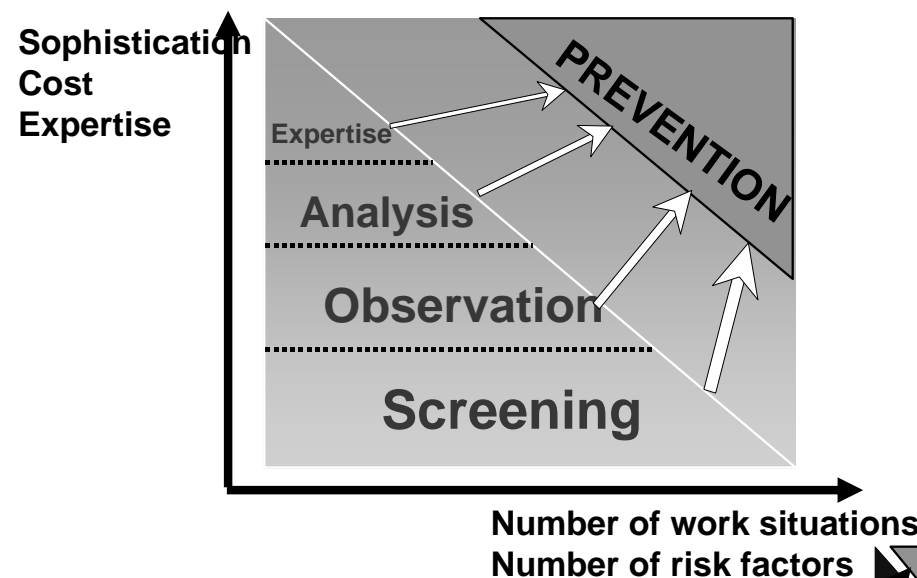 Sophistication
Cost
Expertise
PREVENTION
Expertise
Analysis
Observation
Screening
Number of work situations
Number of risk factors